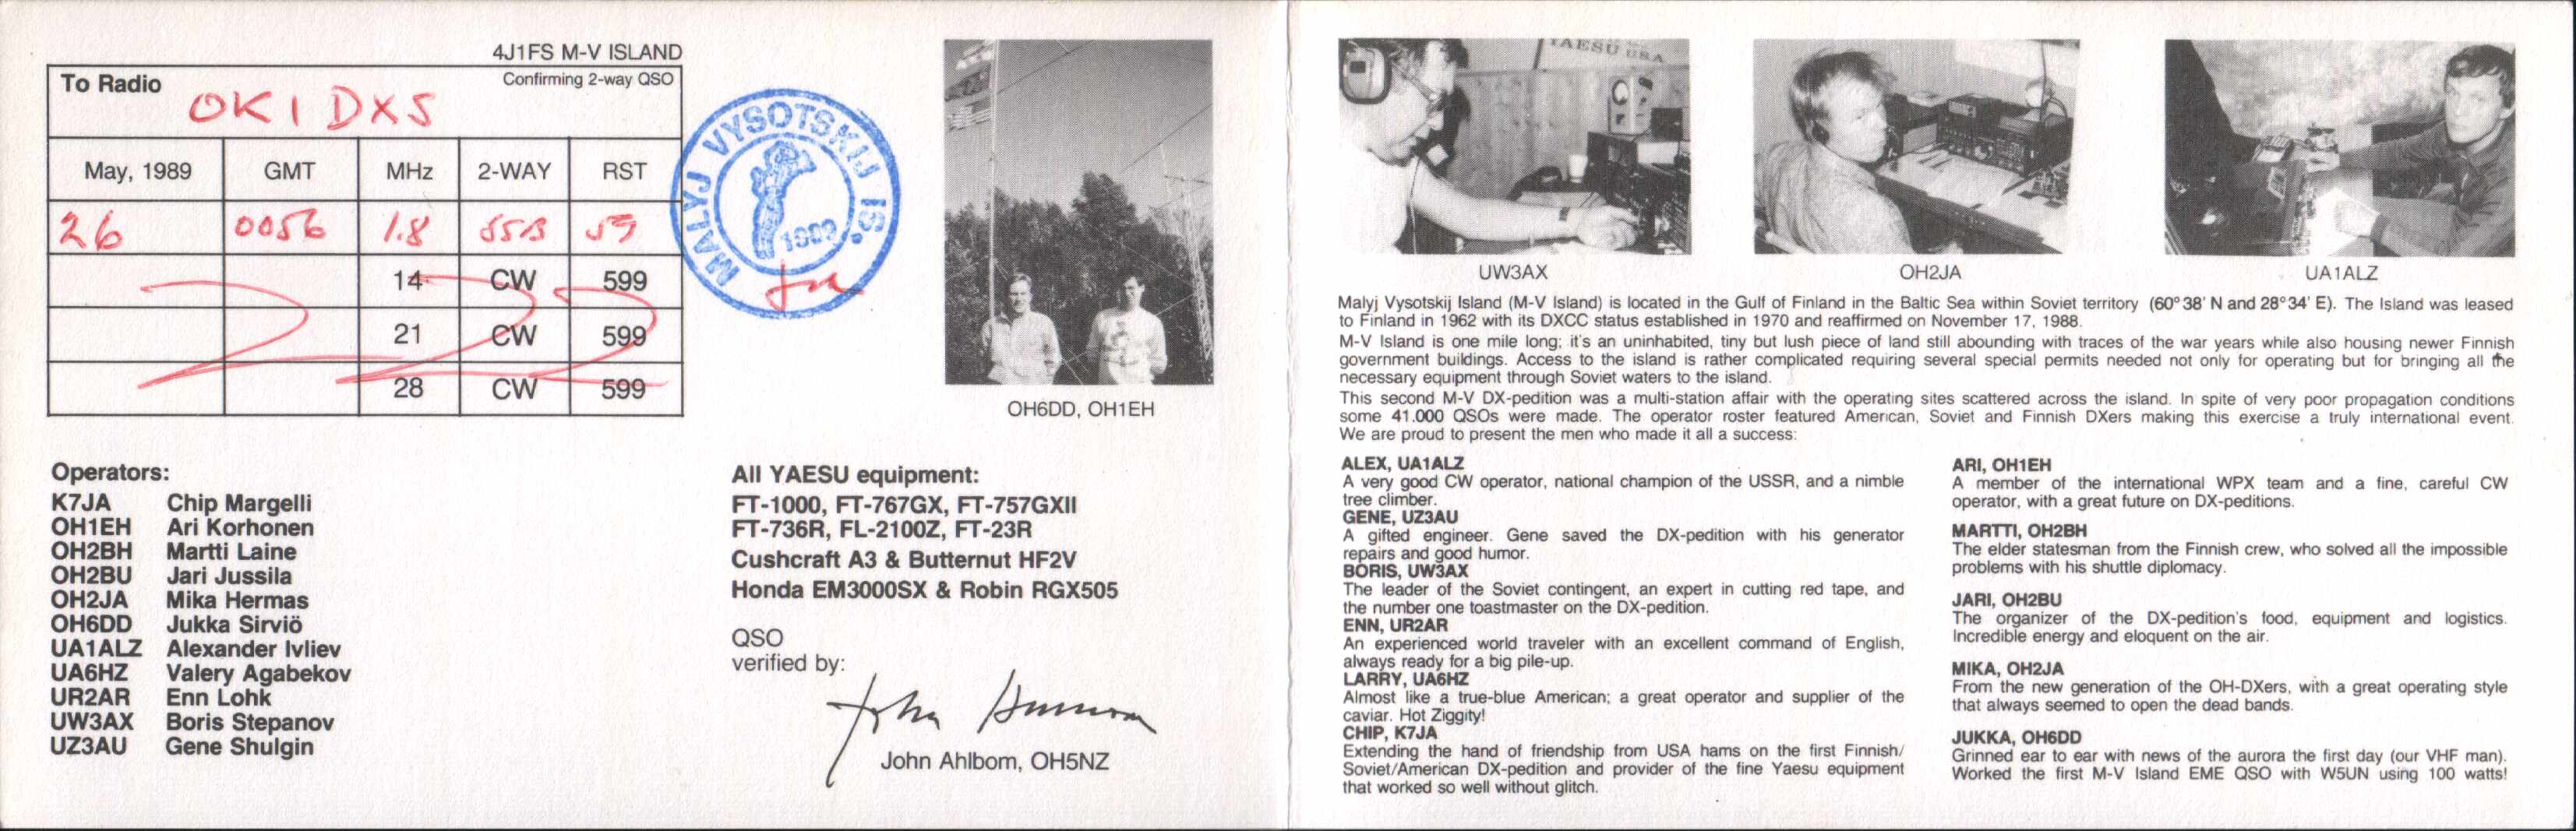 4J1FS M-V ISLAND
To Radio
Confirming 2-way QSO
OK1DXS
May, 1989 GMT MHz 2-WAY RST
26 0056 1.8 SSB 59
14 CW 599
21 CW 599
28 CW 599
MALYJ VYSOTSKIJ IS.
1989
OH6DD, OH1EH
Operators:
K7JA Chip Margelli
OH1EH Ari Korhonen
OH2BH Martti Laine
OH2BU Jari Jussila
OH2JA Mika Hermas
OH6DD Jukka Sirviö
UA1ALZ Alexander Ivliev
UA6HZ Valery Agabekov
UR2AR Enn Lohk
UW3AX Boris Stepanov
UZ3AU Gene Shulgin
All YAESU equipment:
FT-1000, FT-767GX, FT-757GXII
FT-736R, FL-2100Z, FT-23R
Cushcraft A3 & Butternut HF2V
Honda EM3000SX & Robin RGX505
QSO
verified by:
John Ahlbom, OH5NZ
YAESU USA
UW3AX
OH2JA
UA1ALZ
Malyj Vysotskij Island (M-V Island) is located in the Gulf of Finland in the Baltic Sea within Soviet territory (60°38' N and 28°34' E). The Island was leased
to Finland in 1962 with its DXCC status established in 1970 and reaffirmed on November 17, 1988.
M-V Island is one mile long; it's an uninhabited, tiny but lush piece of land still abounding with traces of the war years while also housing newer Finnish
government buildings. Access to the island is rather complicated requiring several special permits needed not only for operating but for bringing all the
necessary equipment through Soviet waters to the island.
This second M-V DX-pedition was a multi-station affair with the operating sites scattered across the island. In spite of very poor propagation conditions
some 41.000 QSOs were made. The operator roster featured American, Soviet and Finnish DXers making this exercise a truly international event.
We are proud to present the men who made it all a success:
ALEX, UA1ALZ
A very good CW operator, national champion of the USSR, and a nimble
tree climber.
GENE, UZ3AU
A gifted engineer. Gene saved the DX-pedition with his generator
repairs and good humor.
BORIS, UW3AX
The leader of the Soviet contingent, an expert in cutting red tape, and
the number one toastmaster on the DX-pedition.
ENN, UR2AR
An experienced world traveler with an excellent command of English,
always ready for a big pile-up.
LARRY, UA6HZ
Almost like a true-blue American; a great operator and supplier of the
caviar. Hot Ziggity!
CHIP, K7JA
Extending the hand of friendship from USA hams on the first Finnish/
Soviet/American DX-pedition and provider of the fine Yaesu equipment
that worked so well without glitch.
ARI, OH1EH
A member of the international WPX team and a fine, careful CW
operator, with a great future on DX-peditions.
MARTTI, OH2BH
The elder statesman from the Finnish crew, who solved all the impossible
problems with his shuttle diplomacy.
JARI, OH2BU
The organizer of the DX-pedition's food, equipment and logistics.
Incredible energy and eloquent on the air.
MIKA, OH2JA
From the new generation of the OH-DXers, with a great operating style
that always seemed to open the dead bands.
JUKKA, OH6DD
Grinned ear to ear with news of the aurora the first day (our VHF man).
Worked the first M-V Island EME QSO with W5UN using 100 watts!